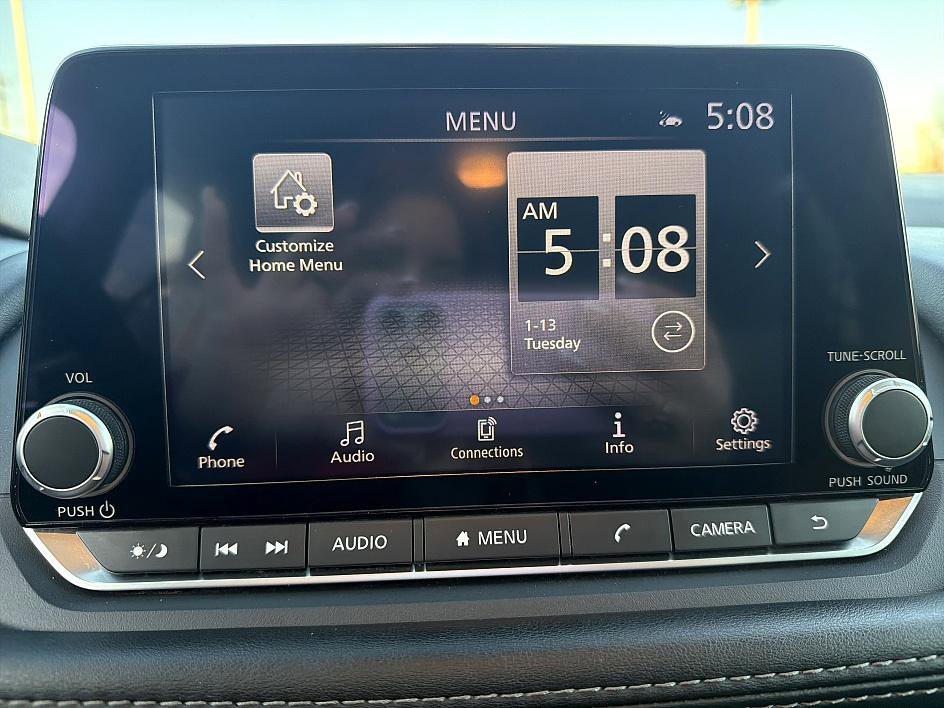 MENU
5:08
Customize
Home Menu
AM
5:08
1-13
Tuesday
VOL
TUNE·SCROLL
Phone
Audio
Connections
Info
Settings
PUSH
PUSH SOUND
AUDIO
MENU
CAMERA